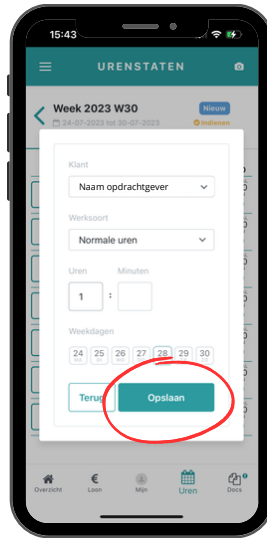 15:43
URENSTATEN
Week 2023 W30
Nieuw
24-07-2023 tot 30-07-2023
Indienen
Klant
Naam opdrachtgever
Werksoort
Normale uren
Uren Minuten
1 :
Weekdagen
24 25 26 27 28 29 30
Terug
Opslaan
Overzicht Loon Mijn Uren Docs